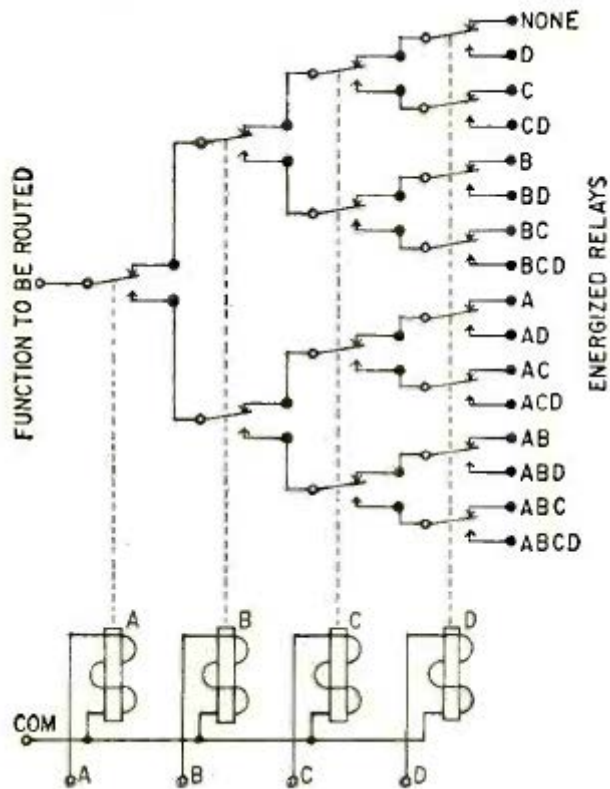 NONE
D
C
CD
B
BD
BC
BCD
A
AD
AC
ACD
AB
ABD
ABC
ABCD
FUNCTION TO BE ROUTED
ENERGIZED RELAYS
A
B
C
D
COM
A
B
C
D